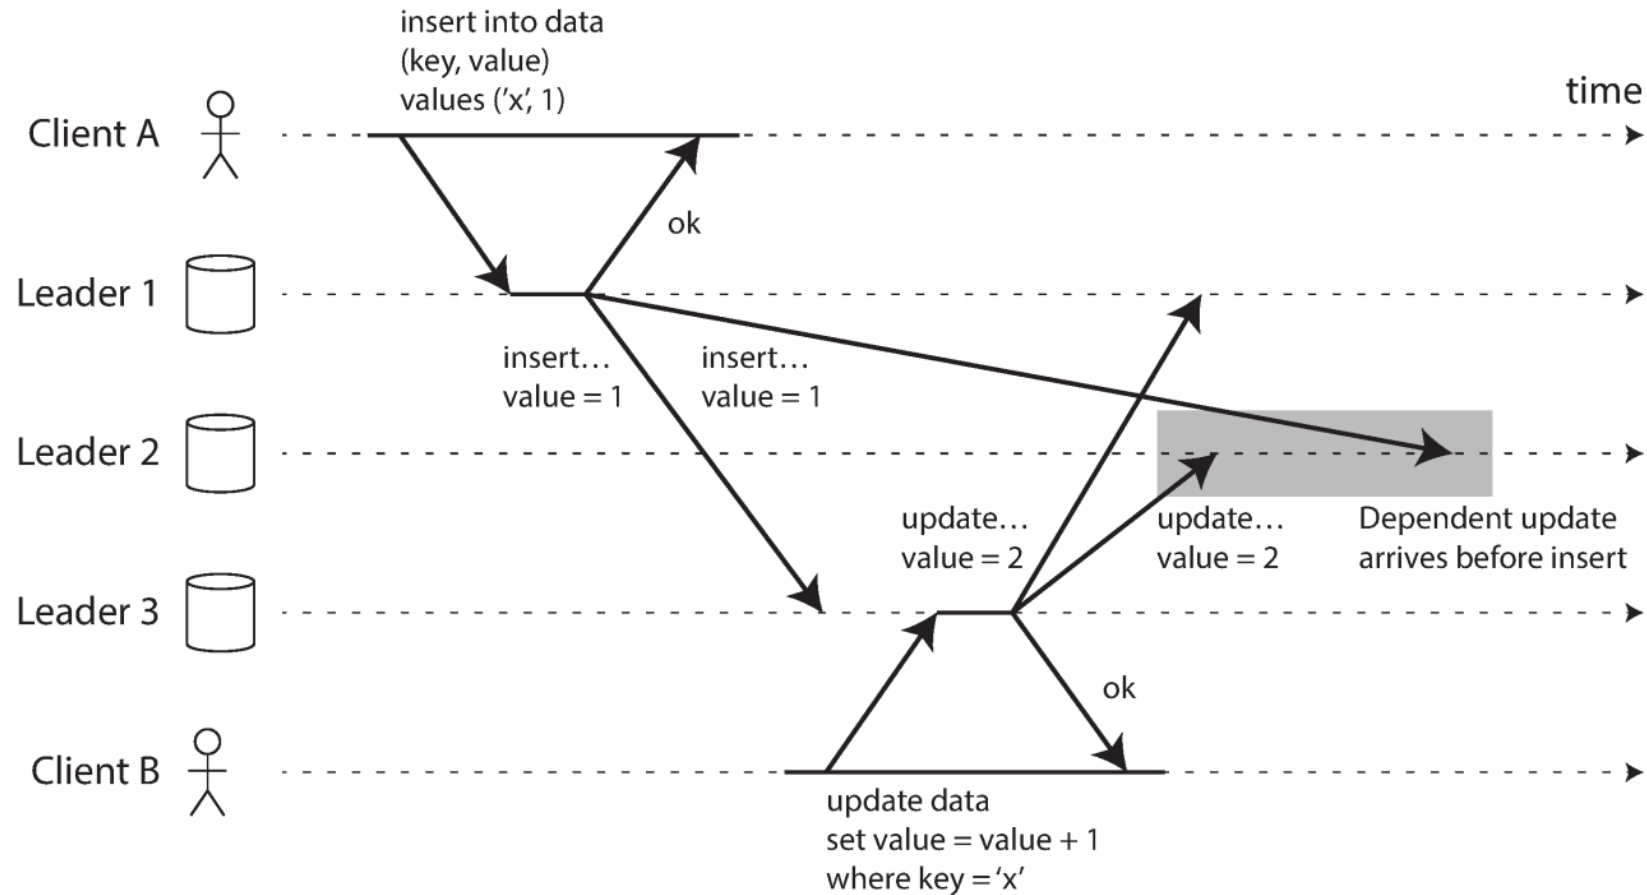 insert into data
(key, value)
values (‘x’, 1)
time
Client A
ok
Leader 1
insert…
value = 1
insert…
value = 1
Leader 2
update…
value = 2
update…
value = 2
Dependent update
arrives before insert
Leader 3
ok
Client B
update data
set value = value + 1
where key = ‘x’